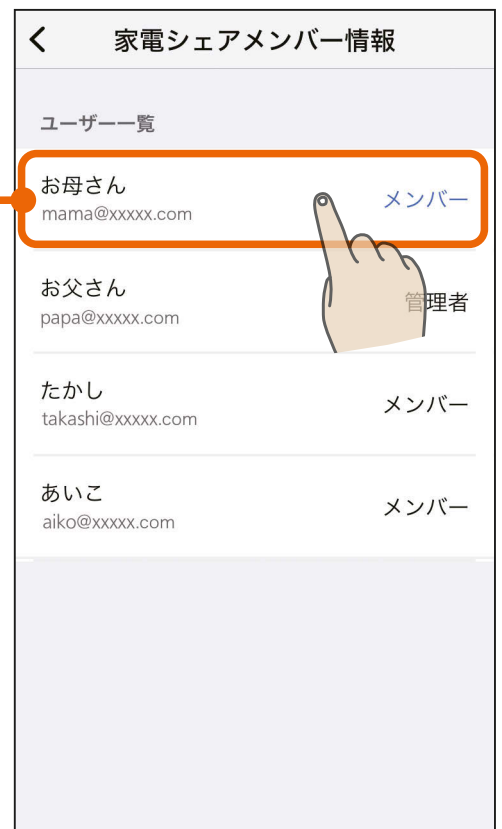 家電シェアメンバー情報
ユーザー一覧
お母さん
mama@xxxxx.com
メンバー
お父さん
papa@xxxxx.com
管理者
たかし
takashi@xxxxx.com
メンバー
あいこ
aiko@xxxxx.com
メンバー